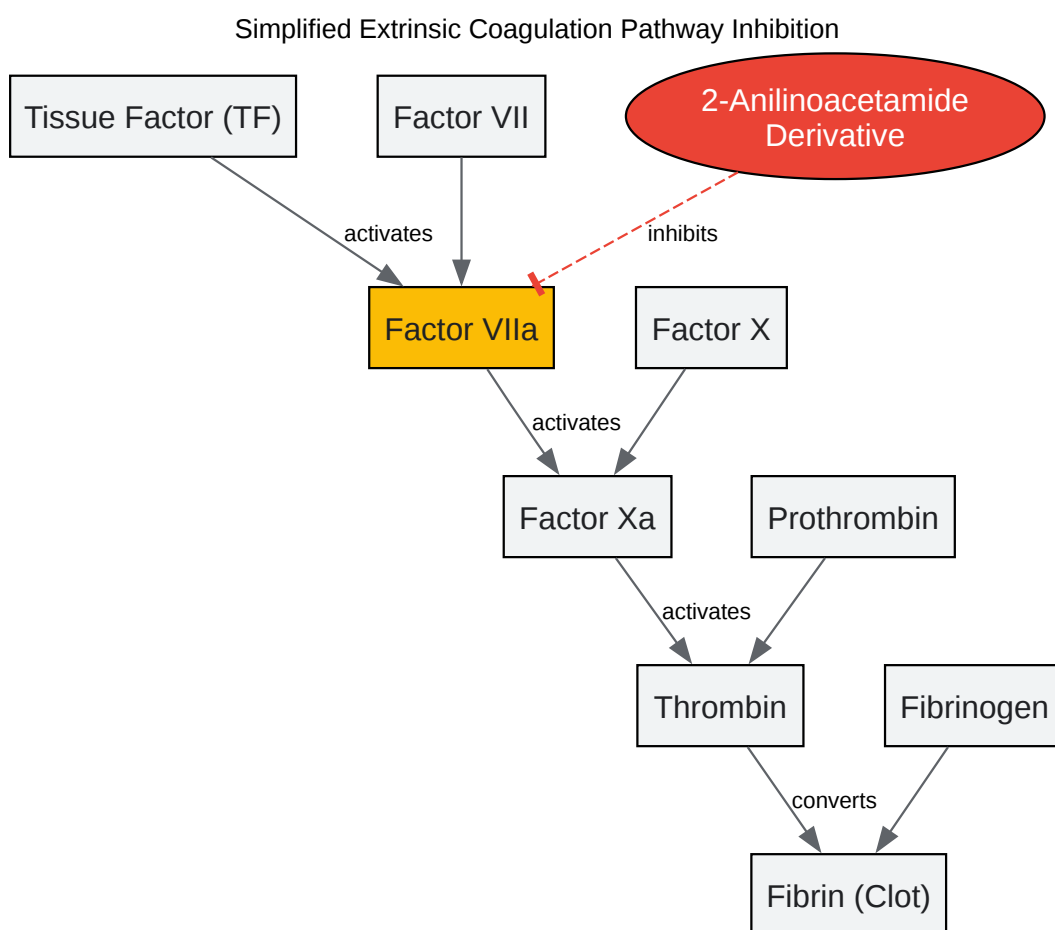 Simplified Extrinsic Coagulation Pathway Inhibition
Tissue Factor (TF)
Factor VII
2-Anilinoacetamide
Derivative
activates
inhibits
Factor VIIa
Factor X
activates
Factor Xa
Prothrombin
activates
Thrombin
Fibrinogen
converts
Fibrin (Clot)